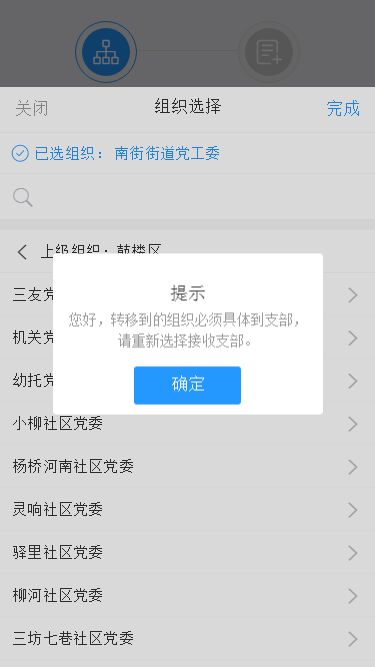 关闭
组织选择
完成
已选组织：南街街道党工委
上级组织：鼓楼区
三友党
机关党
幼托党
提示
您好，转移到的组织必须具体到支部，
请重新选择接收支部。
确定
小柳社区党委
杨桥河南社区党委
灵响社区党委
驿里社区党委
柳河社区党委
三坊七巷社区党委